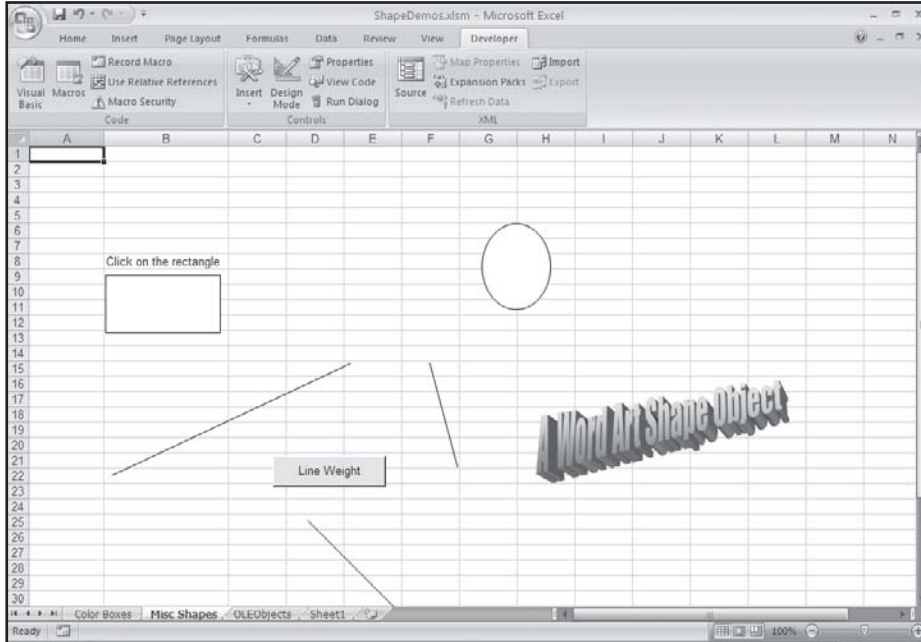 ShapeDemos.xlsm - Microsoft Excel
Home Insert Page Layout Formulas Data Review View Developer
Visual Basic
Macros
Record Macro
Use Relative References
Macro Security
Code
Insert
Design Mode
Properties
View Code
Run Dialog
Controls
Source
Map Properties
Expansion Packs
Refresh Data
Import
Export
XML
A B C D E F G H I J K L M N
1
2
3
4
5
6
7
8 Click on the rectangle
9
10
11
12
13
14
15
16
17
18
A Word Art Shape Object
19
20
21
22 Line Weight
23
24
25
26
27
28
29
30
Color Boxes Misc Shapes OLEObjects Sheet1
Ready 100%